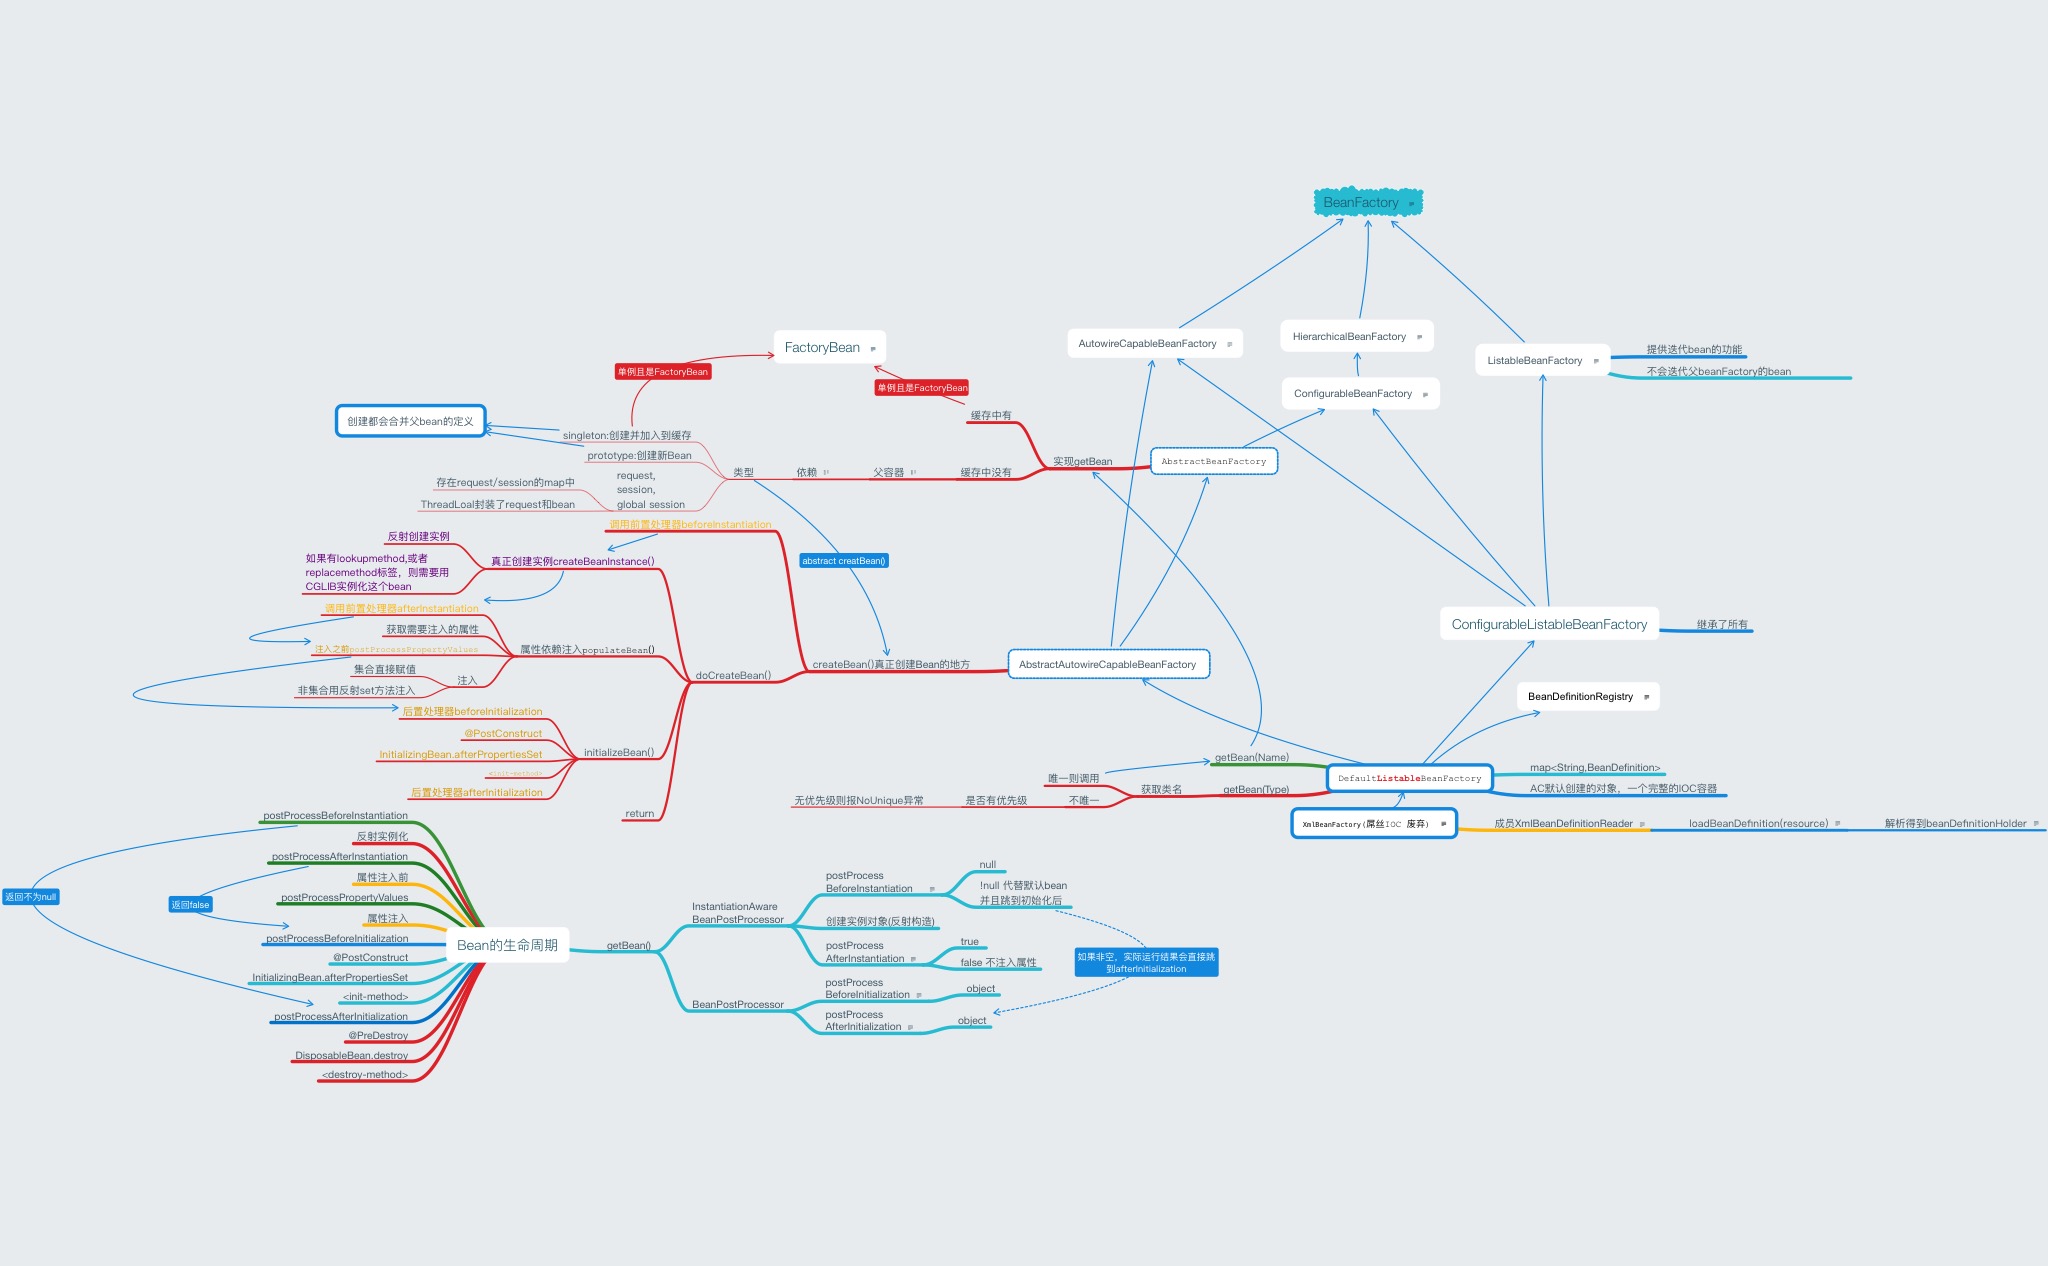 BeanFactory
FactoryBean
AutowireCapableBeanFactory
HierarchicalBeanFactory
ListableBeanFactory
提供迭代bean的功能
不会迭代父beanFactory的bean
单例且是FactoryBean
单例且是FactoryBean
ConfigurableBeanFactory
创建都会合并父bean的定义
缓存中有
singleton:创建并加入到缓存
prototype:创建新Bean
类型
依赖
父容器
缓存中没有
实现getBean
AbstractBeanFactory
request,
session,
global session
存在request/session的map中
ThreadLoal封装了request和bean
调用前置处理器beforeInstantiation
反射创建实例
真正创建实例createBeanInstance()
abstract creatBean()
如果有lookupmethod,或者
replacemethod标签，则需要用
CGLIB实例化这个bean
调用前置处理器afterInstantiation
获取需要注入的属性
注入之前postProcessPropertyValues
属性依赖注入populateBean()
集合直接赋值
注入
非集合用反射set方法注入
createBean()真正创建Bean的地方
AbstractAutowireCapableBeanFactory
doCreateBean()
ConfigurableListableBeanFactory
继承了所有
BeanDefinitionRegistry
后置处理器beforeInitialization
@PostConstruct
InitializingBean.afterPropertiesSet
initializeBean()
<init-method>
后置处理器afterInitialization
return
getBean(Name)
唯一则调用
获取类名
getBean(Type)
无优先级则报NoUnique异常
是否有优先级
不唯一
DefaultListableBeanFactory
map<String,BeanDefinition>
AC默认创建的对象，一个完整的IOC容器
XmlBeanFactory(屌丝IOC 废弃)
成员XmlBeanDefinitionReader
loadBeanDefinition(resource)
解析得到beanDefinitionHolder
postProcessBeforeInstantiation
反射实例化
postProcessAfterInstantiation
属性注入前
返回不为null
返回false
postProcessPropertyValues
属性注入
postProcessBeforeInitialization
Bean的生命周期
@PostConstruct
InitializingBean.afterPropertiesSet
<init-method>
postProcessAfterInitialization
@PreDestroy
DisposableBean.destroy
<destroy-method>
getBean()
InstantiationAware
BeanPostProcessor
postProcess
BeforeInstantiation
null
!null 代替默认bean
并且跳到初始化后
创建实例对象(反射构造)
postProcess
AfterInstantiation
true
false 不注入属性
如果非空，实际运行结果会直接跳
到afterInitialization
BeanPostProcessor
postProcess
BeforeInitialization
object
postProcess
AfterInitialization
object